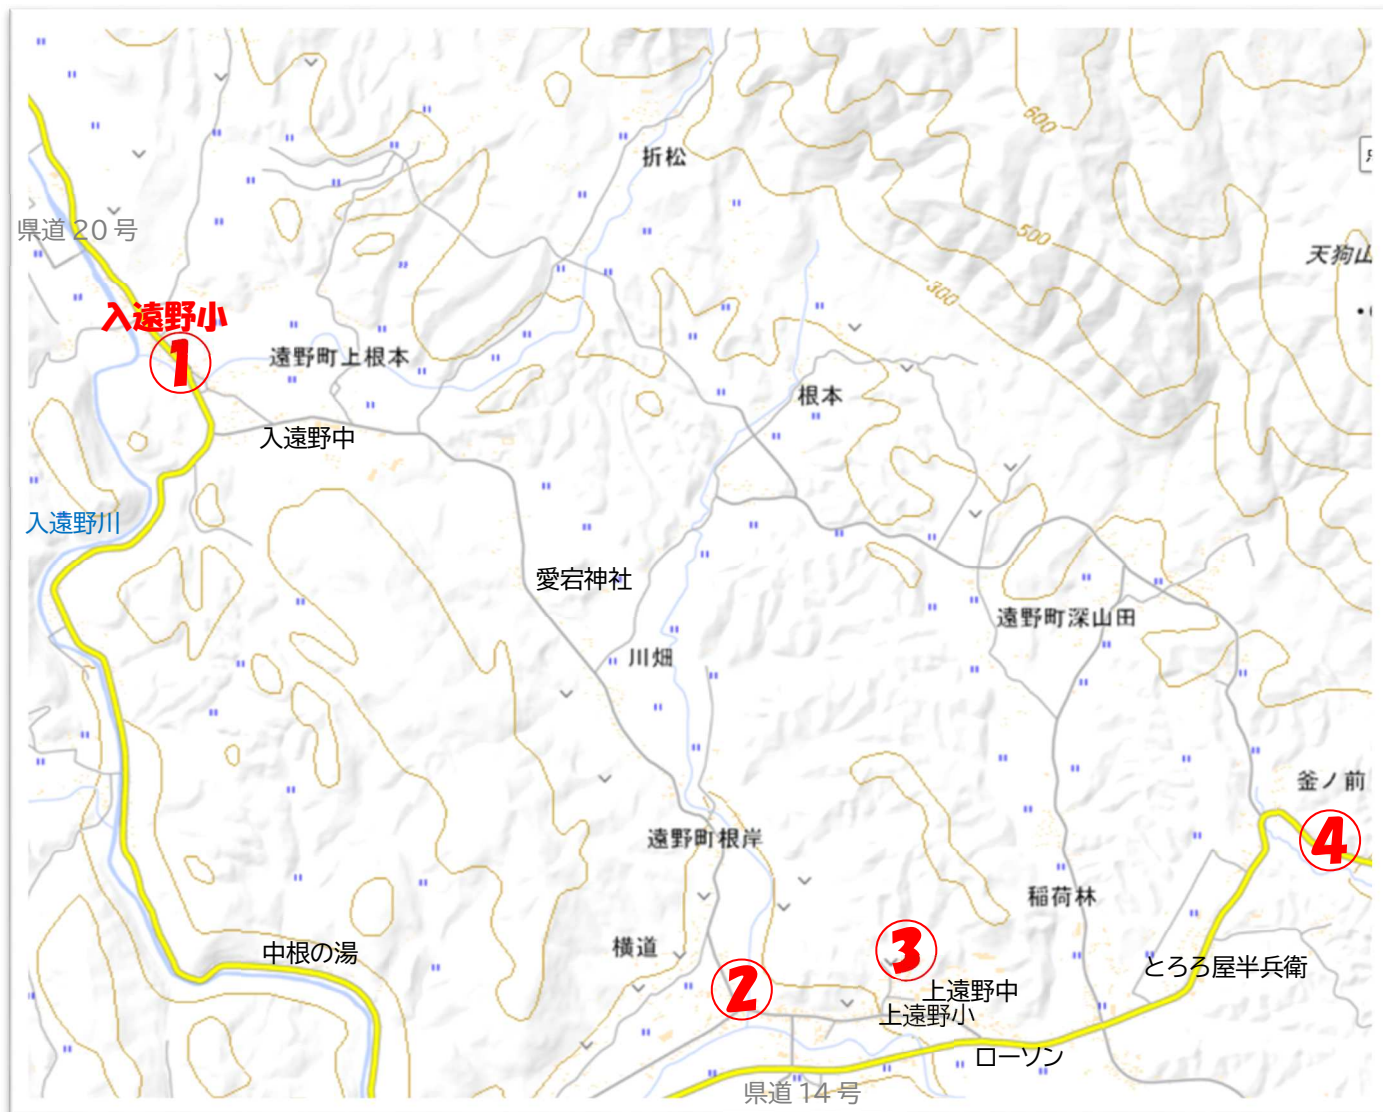 600
折松
県道 20 号
500
天狗山
300
入遠野小
1
遠野町上根本
根本
入遠野中
入遠野川
愛宕神社
遠野町深山田
川畑
釜ノ前
遠野町根岸
4
稲荷林
横道
3
中根の湯
とろろ屋半兵衛
2
上遠野中
上遠野小
ローソン
県道 14 号